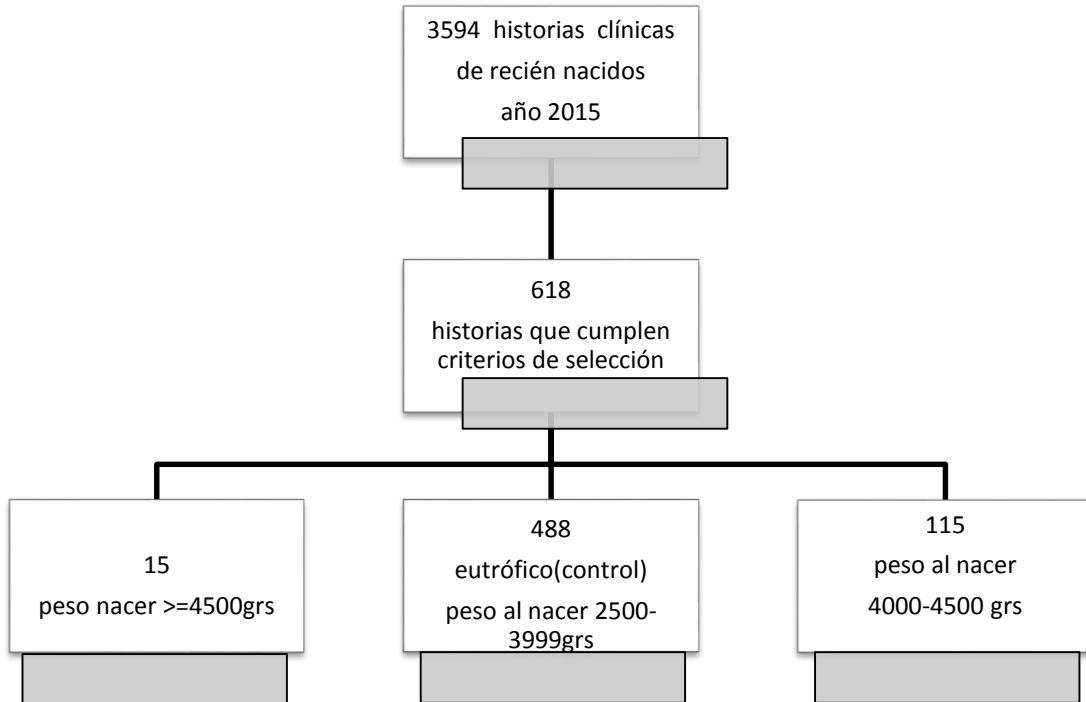 3594 historias clínicas
de recién nacidos
año 2015
618
historias que cumplen
criterios de selección
15
peso nacer >=4500grs
488
eutrófico(control)
peso al nacer 2500-
3999grs
115
peso al nacer
4000-4500 grs